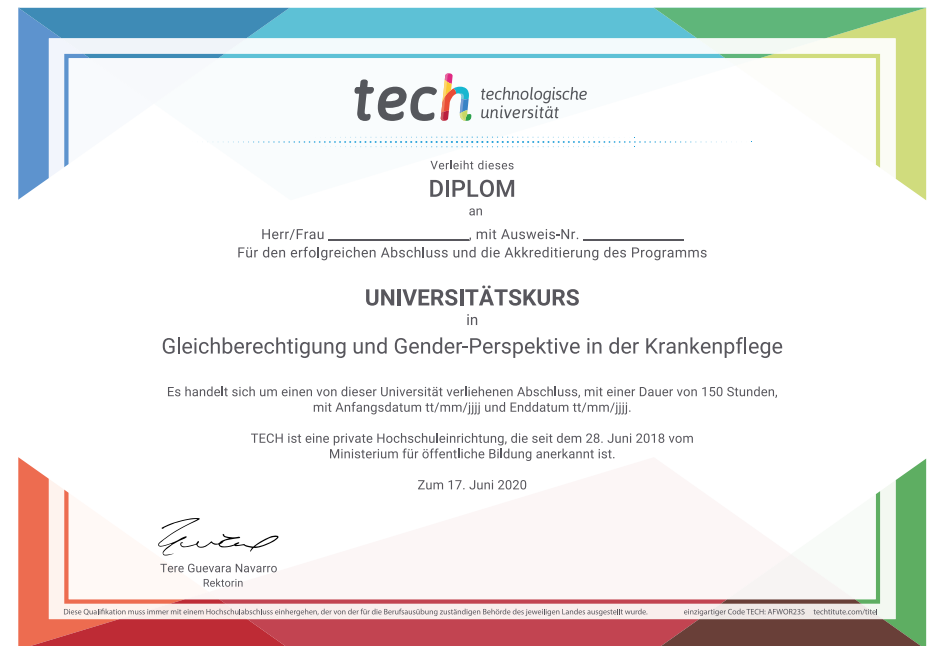 tech technologische
universität
Verleiht dieses
DIPLOM
an
Herr/Frau ____________________, mit Ausweis-Nr. ______________
Für den erfolgreichen Abschluss und die Akkreditierung des Programms
UNIVERSITÄTSKURS
in
Gleichberechtigung und Gender-Perspektive in der Krankenpflege
Es handelt sich um einen von dieser Universität verliehenen Abschluss, mit einer Dauer von 150 Stunden,
mit Anfangsdatum tt/mm/jjjj und Enddatum tt/mm/jjjj.
TECH ist eine private Hochschuleinrichtung, die seit dem 28. Juni 2018 vom
Ministerium für öffentliche Bildung anerkannt ist.
Zum 17. Juni 2020
Tere Guevara Navarro
Rektorin
Diese Qualifikation muss immer mit einem Hochschulabschluss einhergehen, der von der für die Berufsausübung zuständigen Behörde des jeweiligen Landes ausgestellt wurde. einzigartiger Code TECH: AFWOR23S techtitute.com/titel